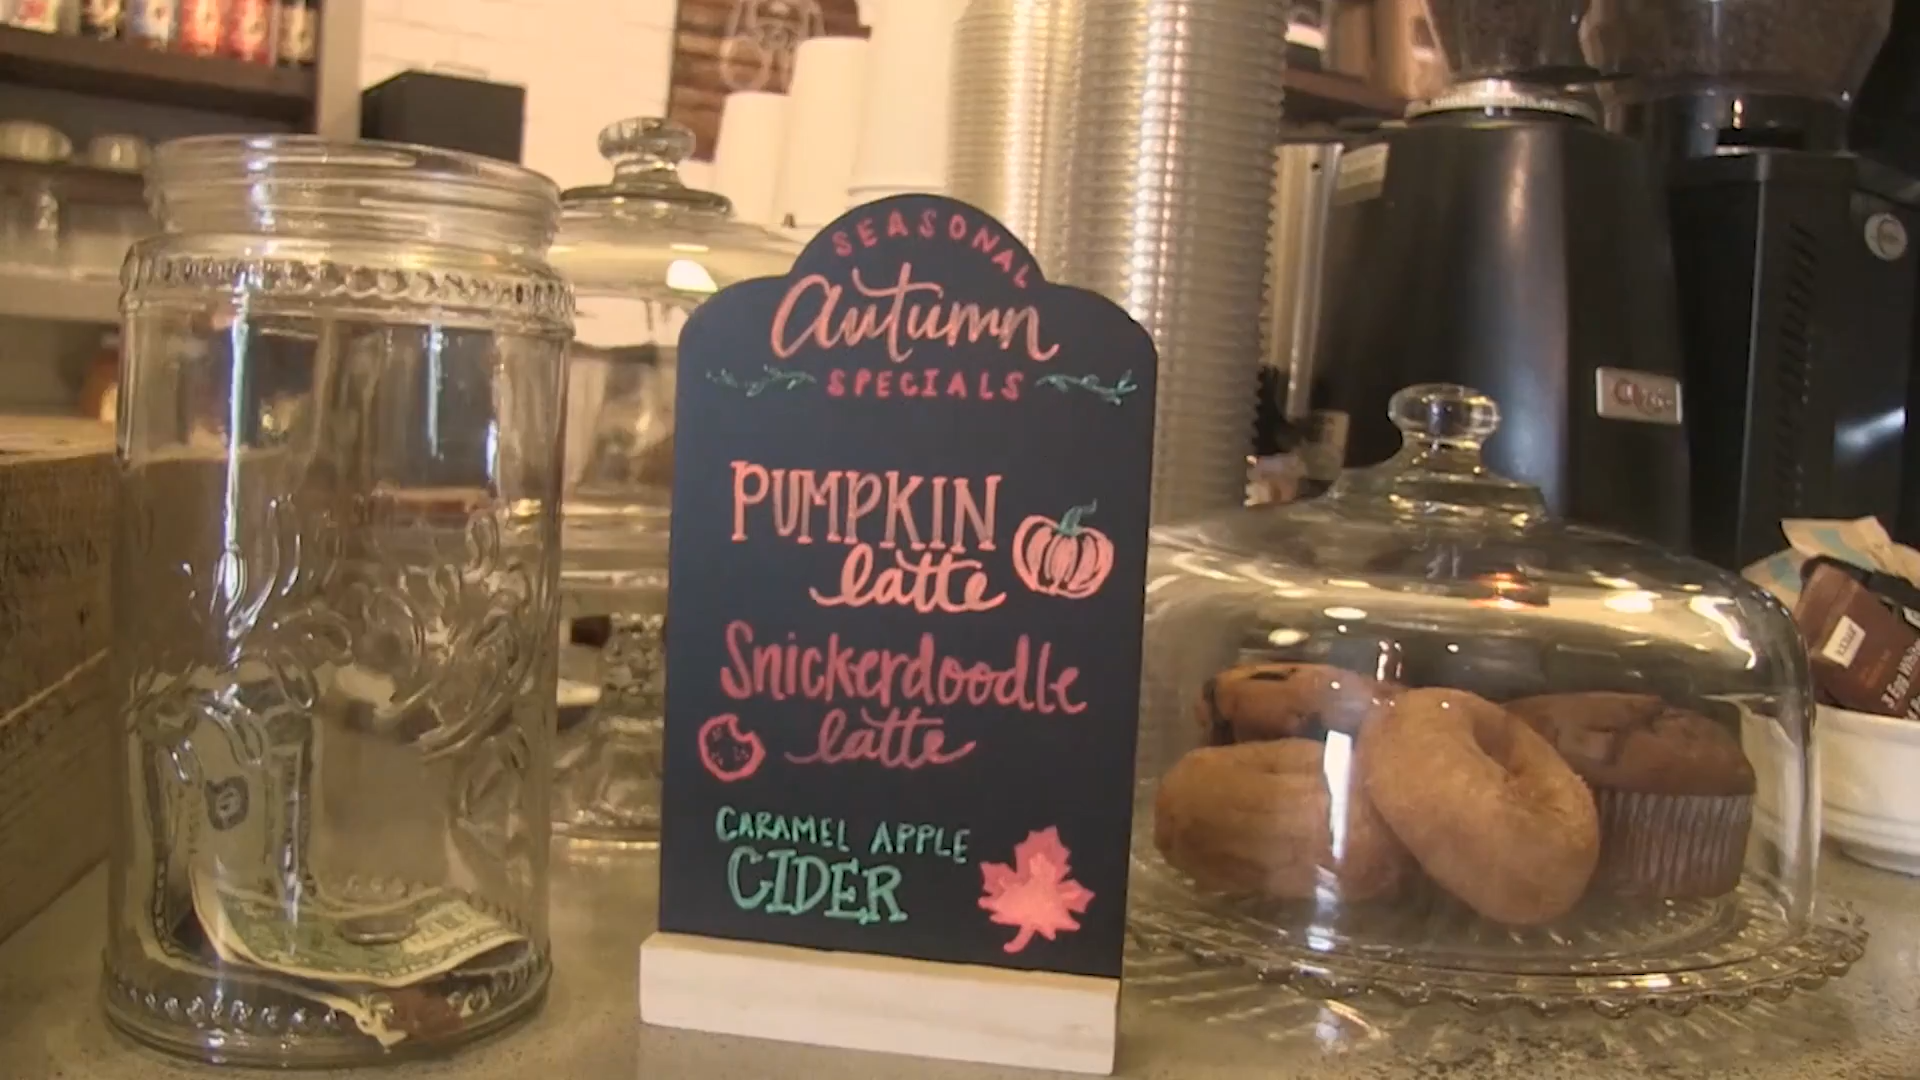 SEASONAL
autumn
SPECIALS
PUMPKIN
latte
Snickerdoodle
latte
CARAMEL APPLE
CIDER